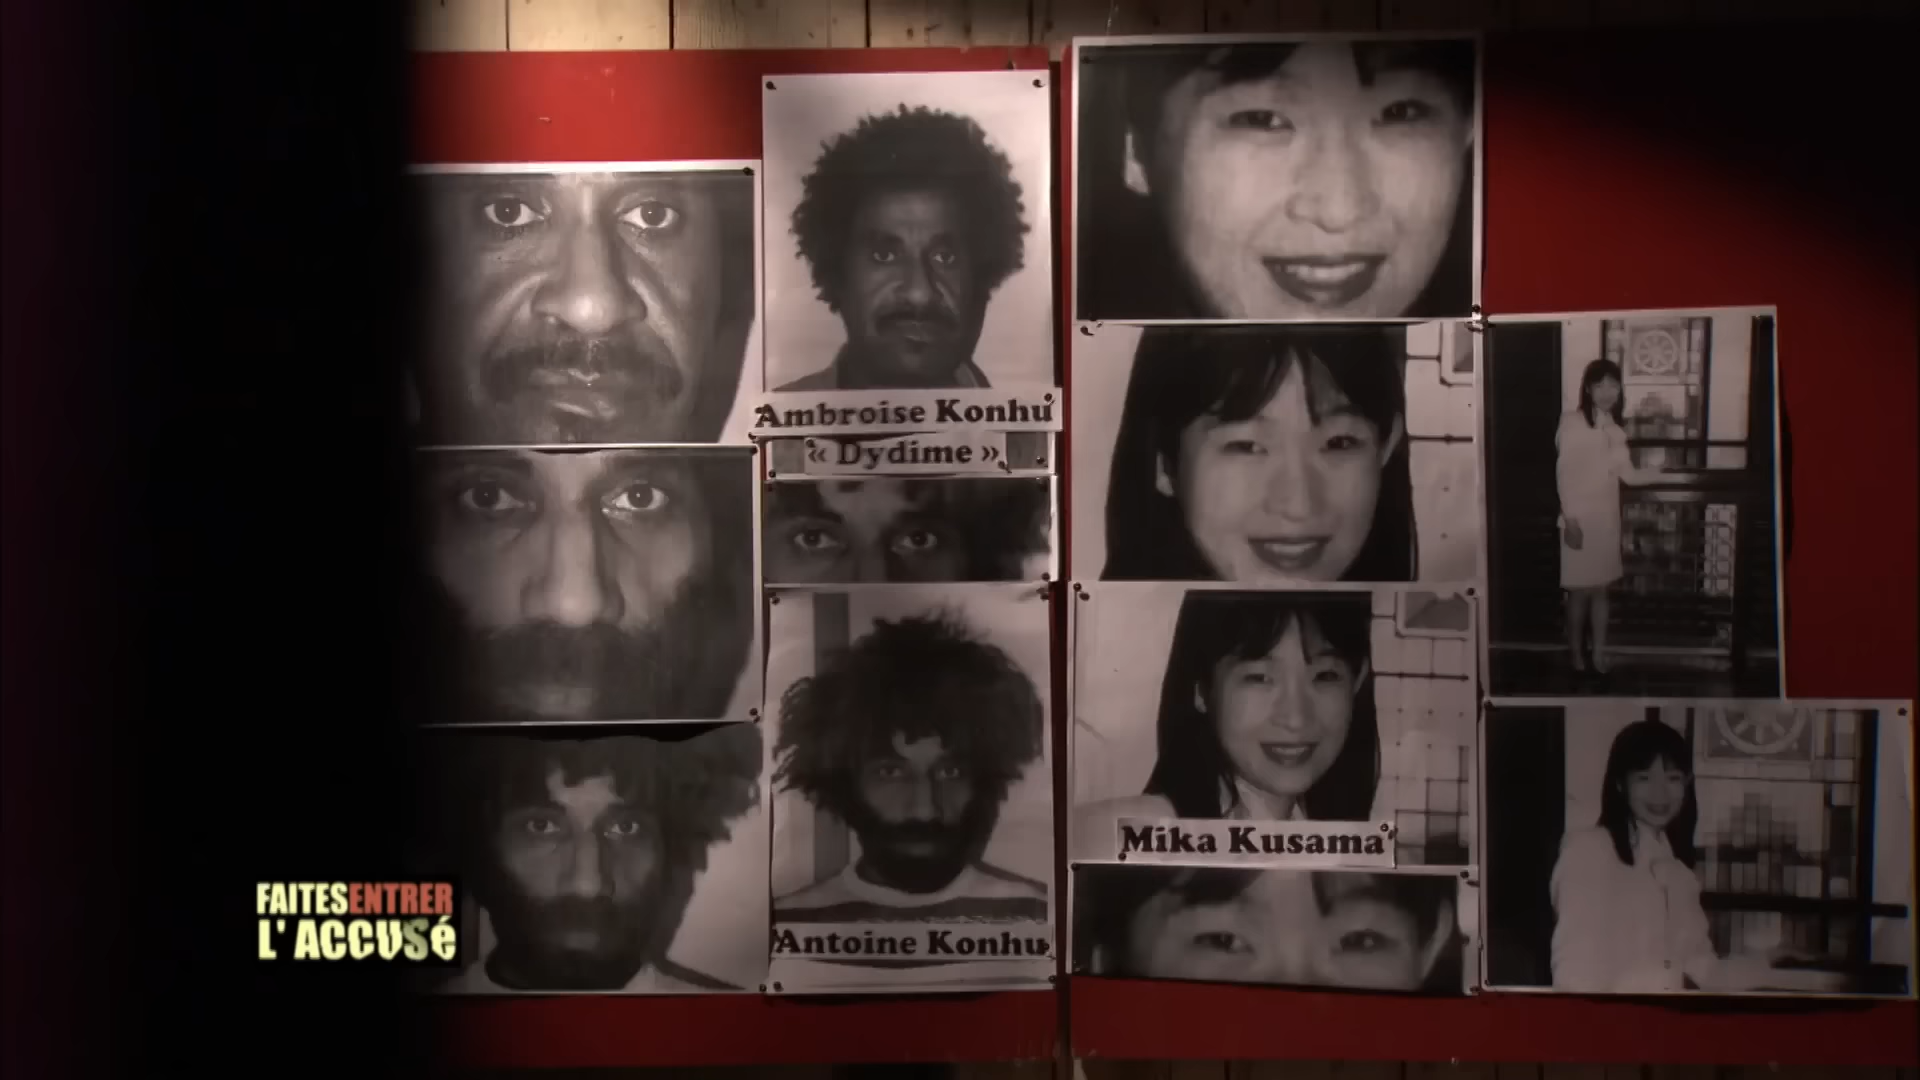 Ambroise Konhu
« Dydime »
Antoine Konhu
Mika Kusama
FAITES ENTRER
L'ACCUSé